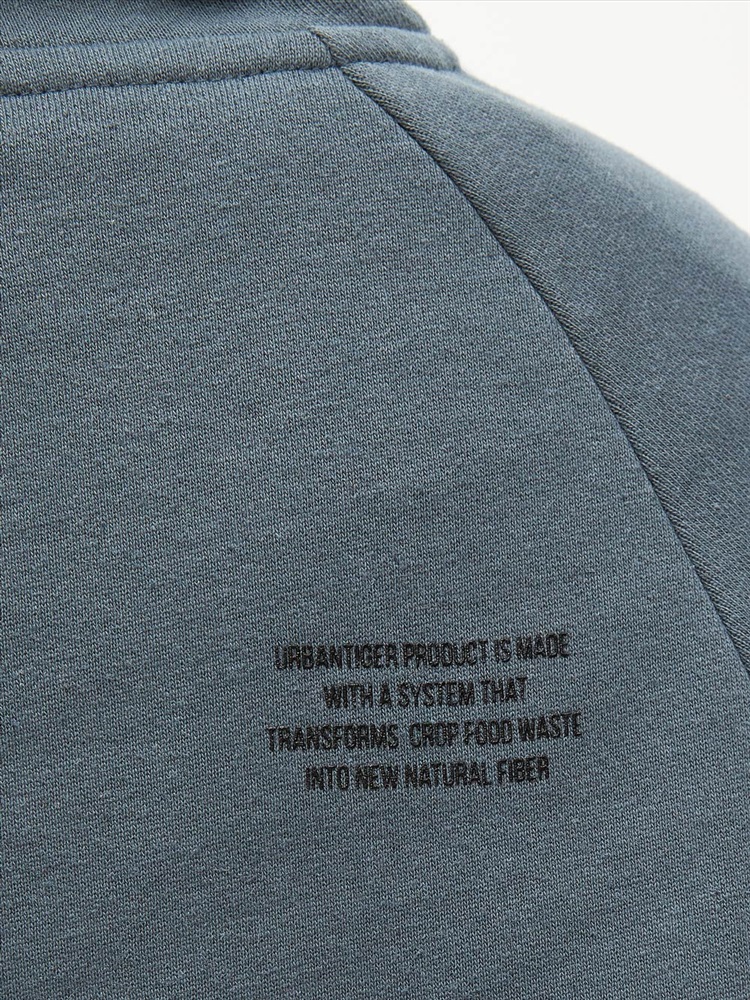 URBANTIGER PRODUCT IS MADE
WITH A SYSTEM THAT
TRANSFORMS CROP FOOD WASTE
INTO NEW NATURAL FIBER